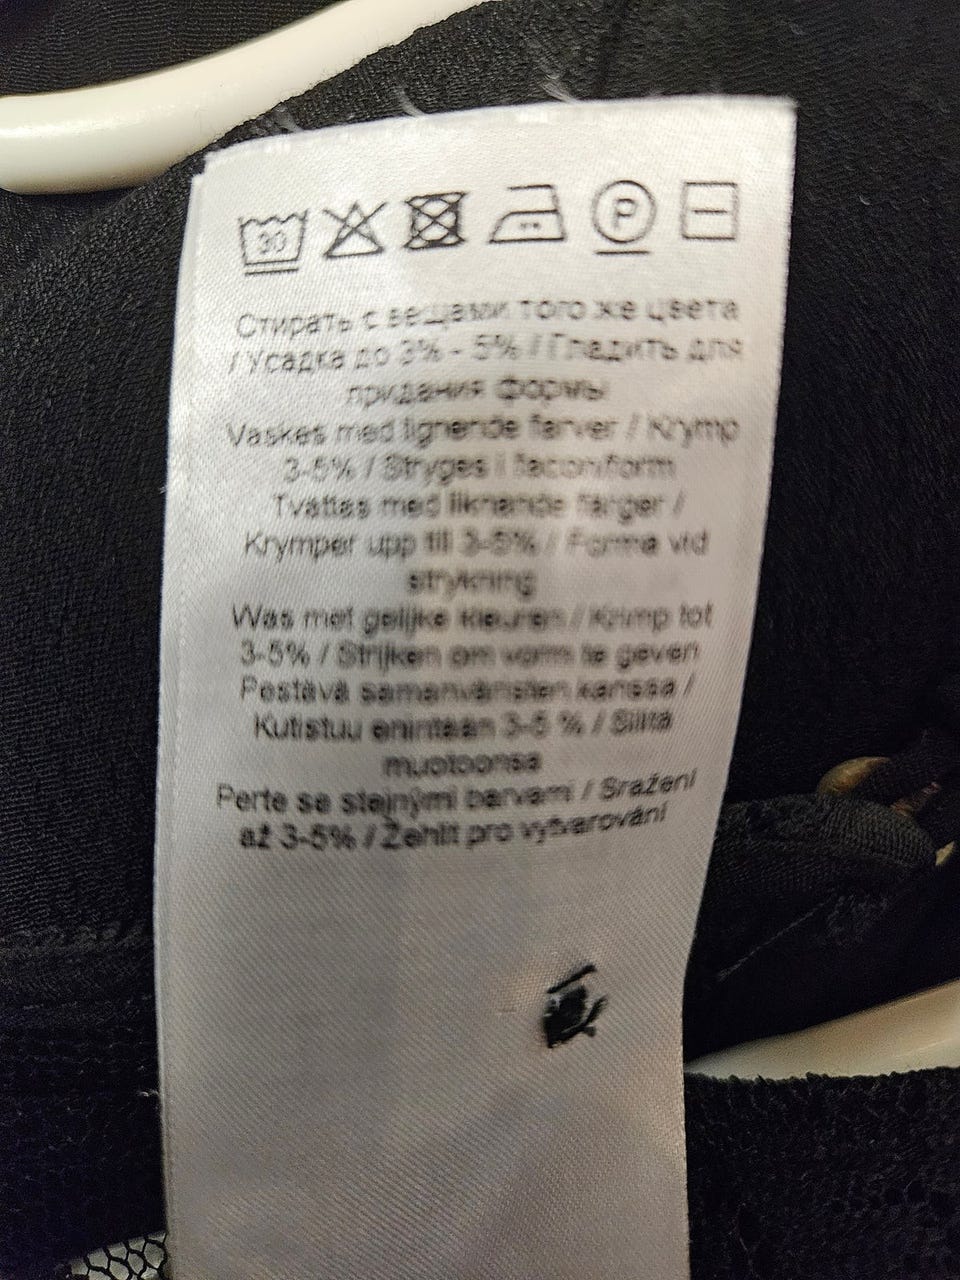 30
P
Стирать с вещами того же цвета
/ Усадка до 3% - 5% / Гладить для
придания формы
Vaskes med lignende farver / Krymp
3-5% / Stryges i faconform
Tvättas med liknande färger /
Krymper upp till 3-5% / Forma vid
strykning
Was met gelijke kleuren / Krimp tot
3-5% / Strijken om vorm te geven
Pestävä samanväristen kanssa /
Kutistuu enintään 3-5 % / Silitä
muotoonsa
Perte se stejnými barvami / Sražení
až 3-5% / Žehlit pro vytvarování